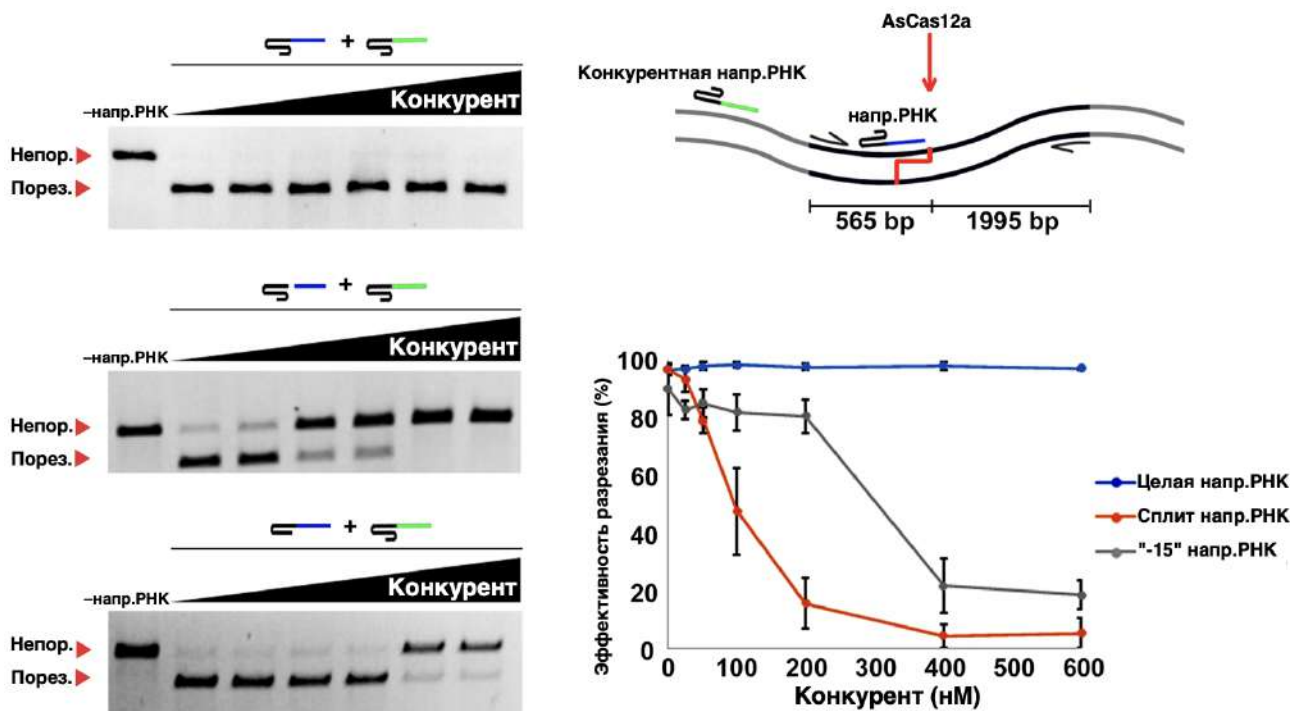 +
Конкурент
–напр.РНК
Непор.
Порез.
+
Конкурент
–напр.РНК
Непор.
Порез.
+
Конкурент
–напр.РНК
Непор.
Порез.
AsCas12a
Конкурентная напр.РНК
напр.РНК
565 bp 1995 bp
Эффективность разрезания (%)
100
80
60
40
20
0
0 100 200 300 400 500 600
Конкурент (нМ)
Целая напр.РНК
Сплит напр.РНК
"-15" напр.РНК